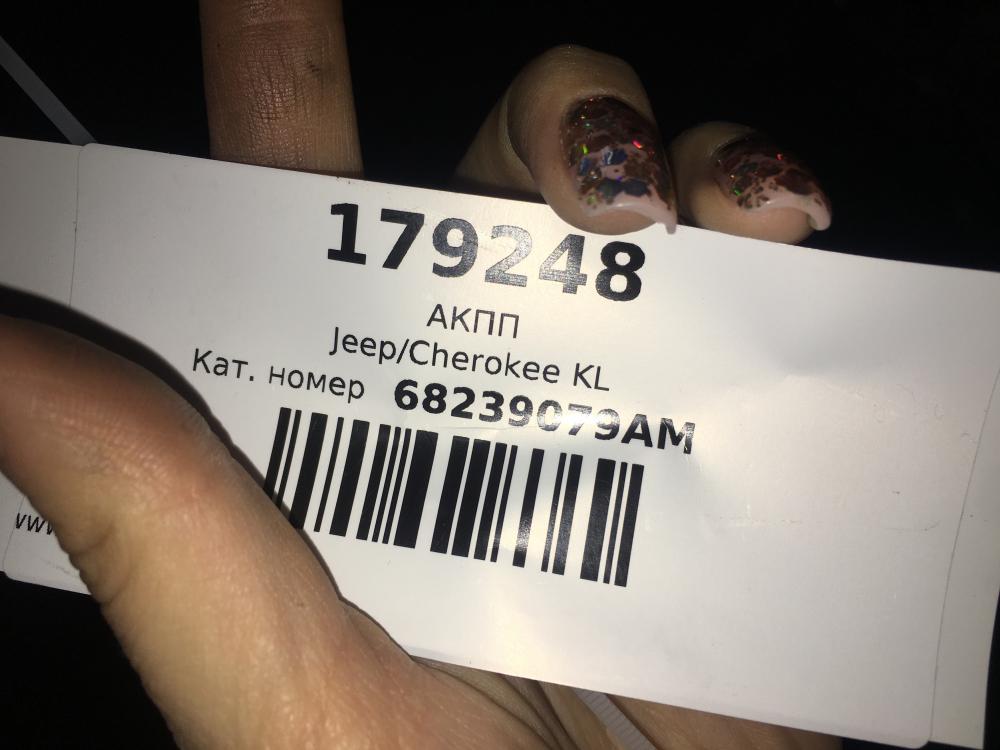 179248
АКПП
Jeep/Cherokee KL
Кат. номер 68239079AM